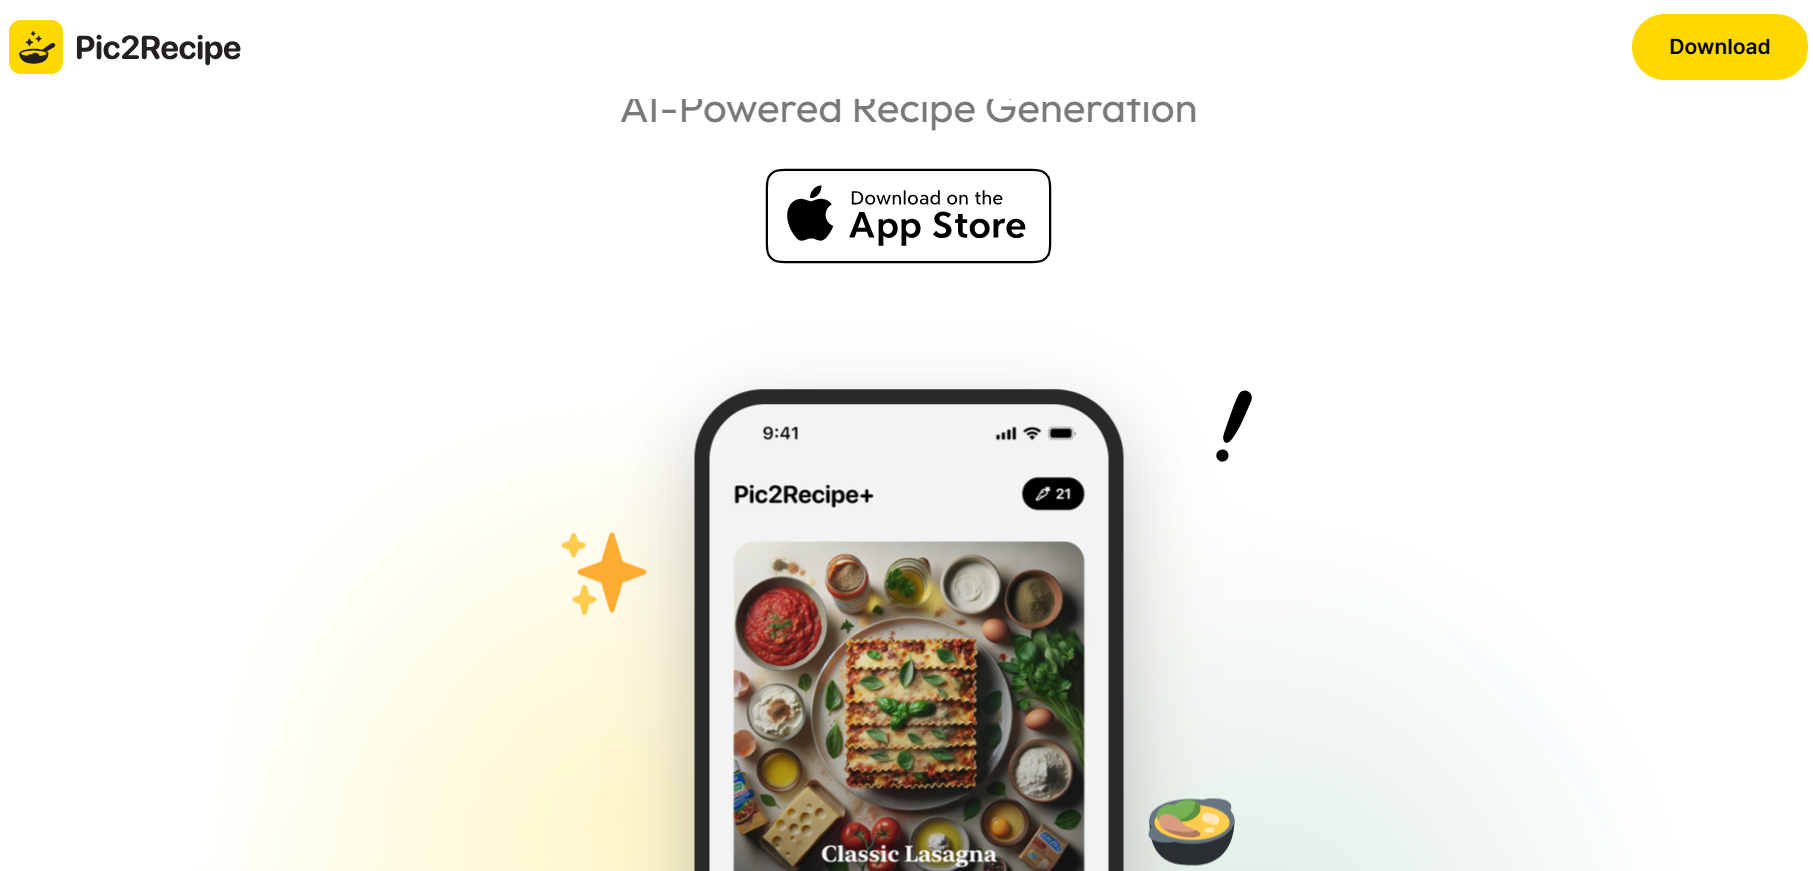 Pic2Recipe
Download
AI-Powered Recipe Generation
Download on the
App Store
9:41
Pic2Recipe+
21
Classic Lasagna